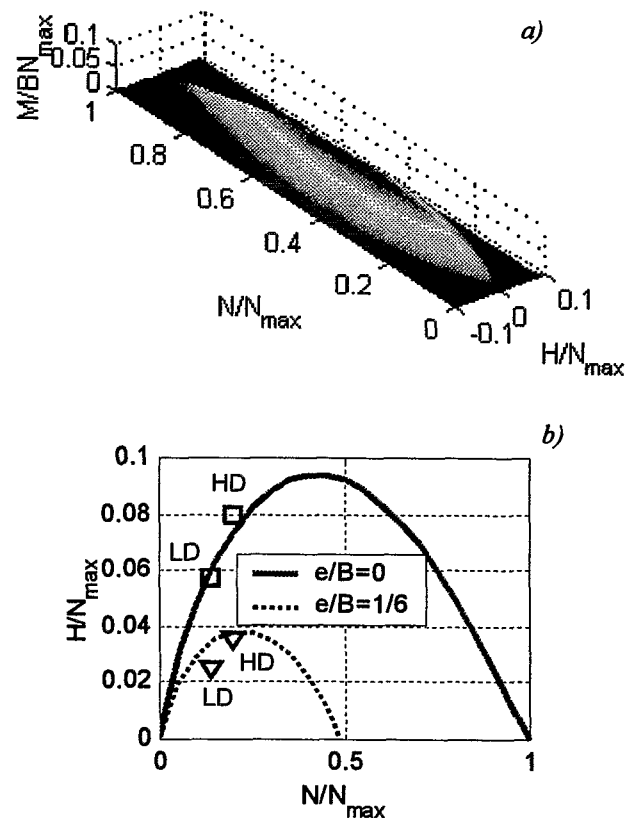 a)
M/BN_max
0.1
0.05
0
1
0.8
0.6
0.4
0.2
0
N/N_max
-0.1
0
0.1
H/N_max
b)
0.1
0.08
0.06
0.04
0.02
0
H/N_max
HD
LD
e/B=0
e/B=1/6
HD
LD
0
0.5
1
N/N_max